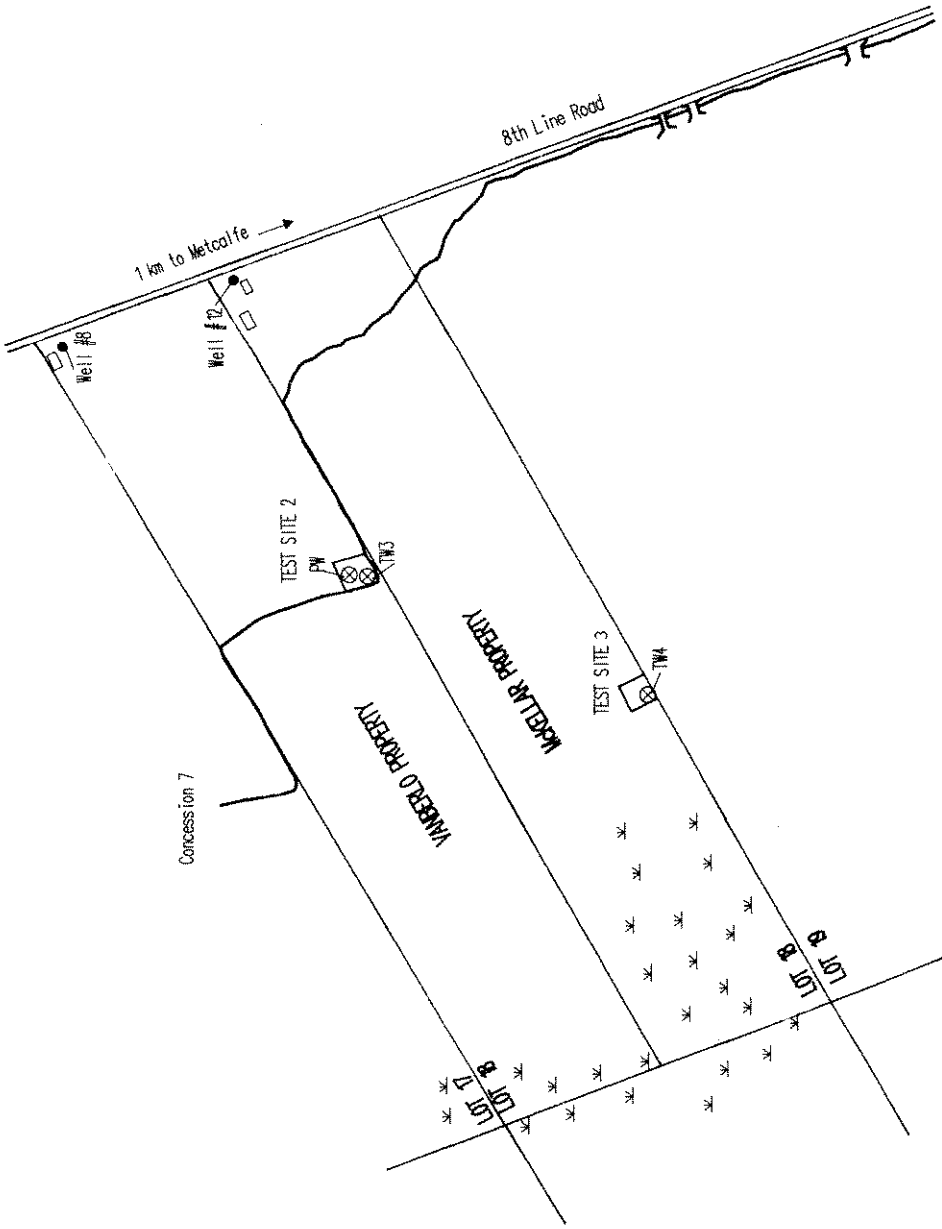 8th Line Road
1 km to Metcalfe
Well #8
Well #12
TEST SITE 2
PW
TW3
Concession 7
VANBERLO PROPERTY
McKELLAR PROPERTY
TEST SITE 3
TW4
LOT 17
LOT 18
LOT 18
LOT 19